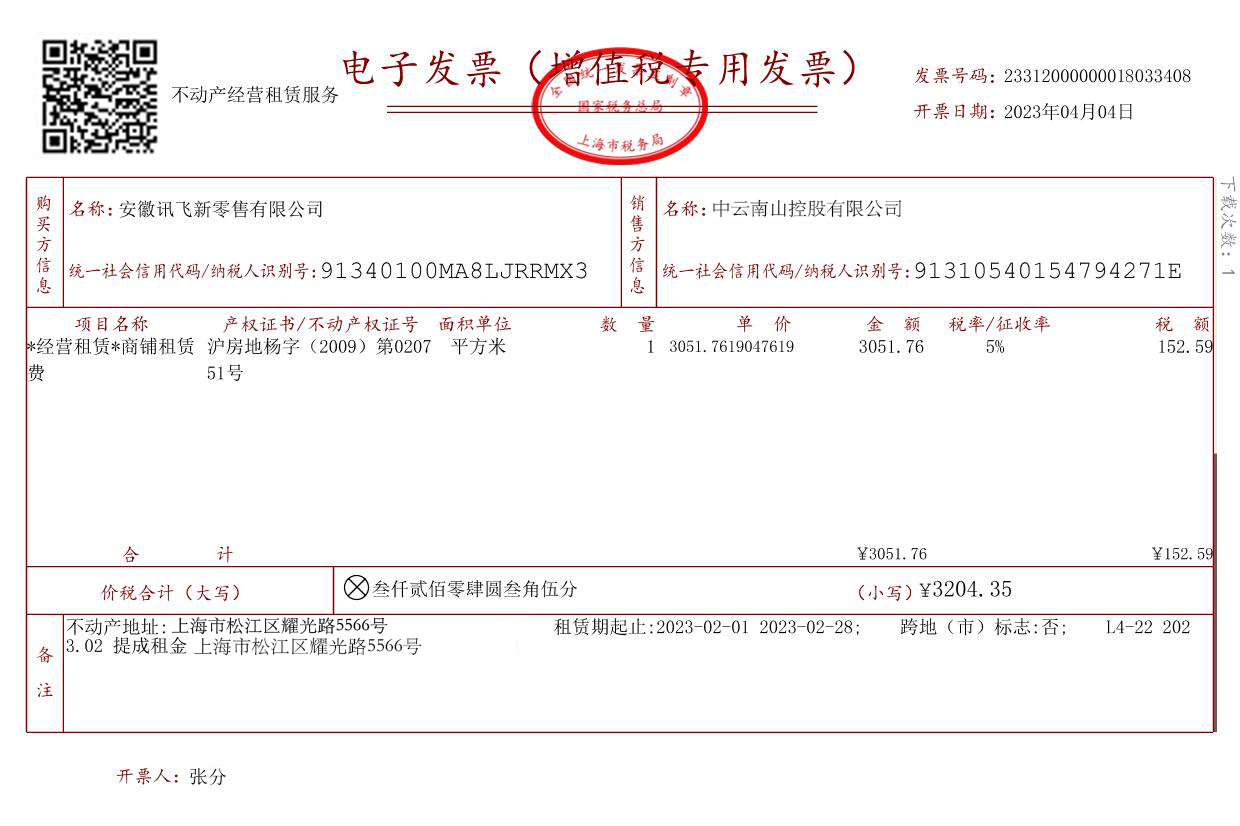 电子发票（增值税专用发票）
不动产经营租赁服务
全国统一发票监制章
国家税务总局
上海市税务局
发票号码：23312000000018033408
开票日期：2023年04月04日
下载次数：1
购买方信息
名称：安徽讯飞新零售有限公司
统一社会信用代码/纳税人识别号：91340100MA8LJRRMX3
销售方信息
名称：中云南山控股有限公司
统一社会信用代码/纳税人识别号：91310540154794271E
项目名称 产权证书/不动产权证号 面积单位 数 量 单 价 金 额 税率/征收率 税 额
*经营租赁*商铺租赁 沪房地杨字（2009）第0207 平方米 1 3051.7619047619 3051.76 5% 152.59
费 51号
合 计 ¥3051.76 ¥152.59
价税合计（大写） 叁仟贰佰零肆圆叁角伍分 （小写）¥3204.35
备注
不动产地址:上海市松江区耀光路5566号 租赁期起止:2023-02-01 2023-02-28; 跨地（市）标志:否; L4-22 202
3.02 提成租金 上海市松江区耀光路5566号
开票人：张分